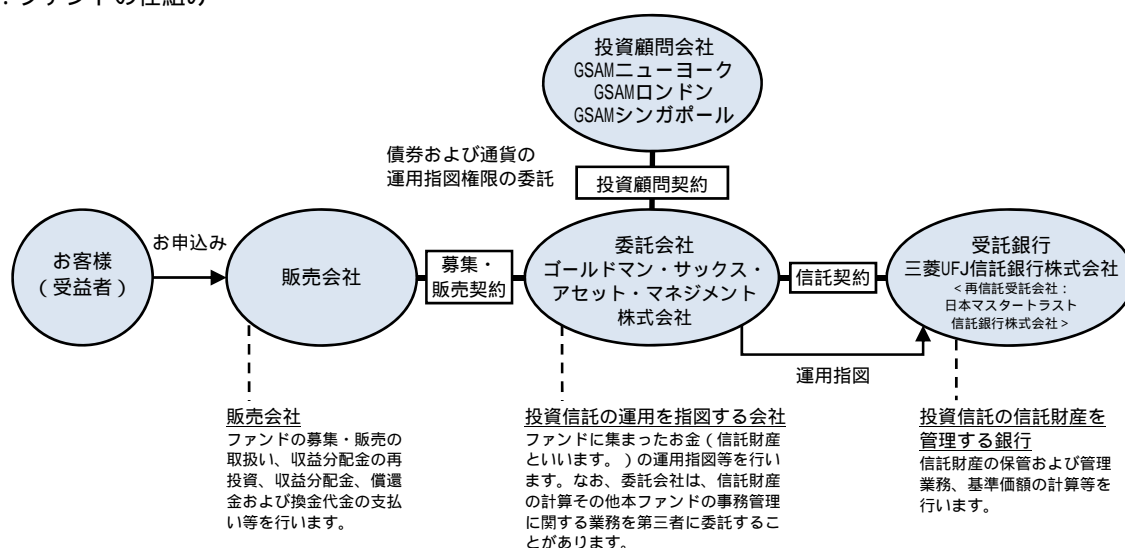 投資顧問会社
GSAMニューヨーク
GSAMロンドン
GSAMシンガポール
債券および通貨の
運用指図権限の委託
投資顧問契約
お客様
(受益者)
お申込み
販売会社
募集・
販売契約
委託会社
ゴールドマン・サックス・
アセット・マネジメント
株式会社
信託契約
受託銀行
三菱UFJ信託銀行株式会社
<再信託受託会社:
日本マスタートラスト
信託銀行株式会社>
運用指図
販売会社
ファンドの募集・販売の
取扱い、収益分配金の再
投資、収益分配金、償還
金および換金代金の支払
い等を行います。
投資信託の運用を指図する会社
ファンドに集まったお金(信託財産
といいます。)の運用指図等を行い
ます。なお、委託会社は、信託財産
の計算その他本ファンドの事務管理
に関する業務を第三者に委託するこ
とがあります。
投資信託の信託財産を
管理する銀行
信託財産の保管および管理
業務、基準価額の計算等を
行います。